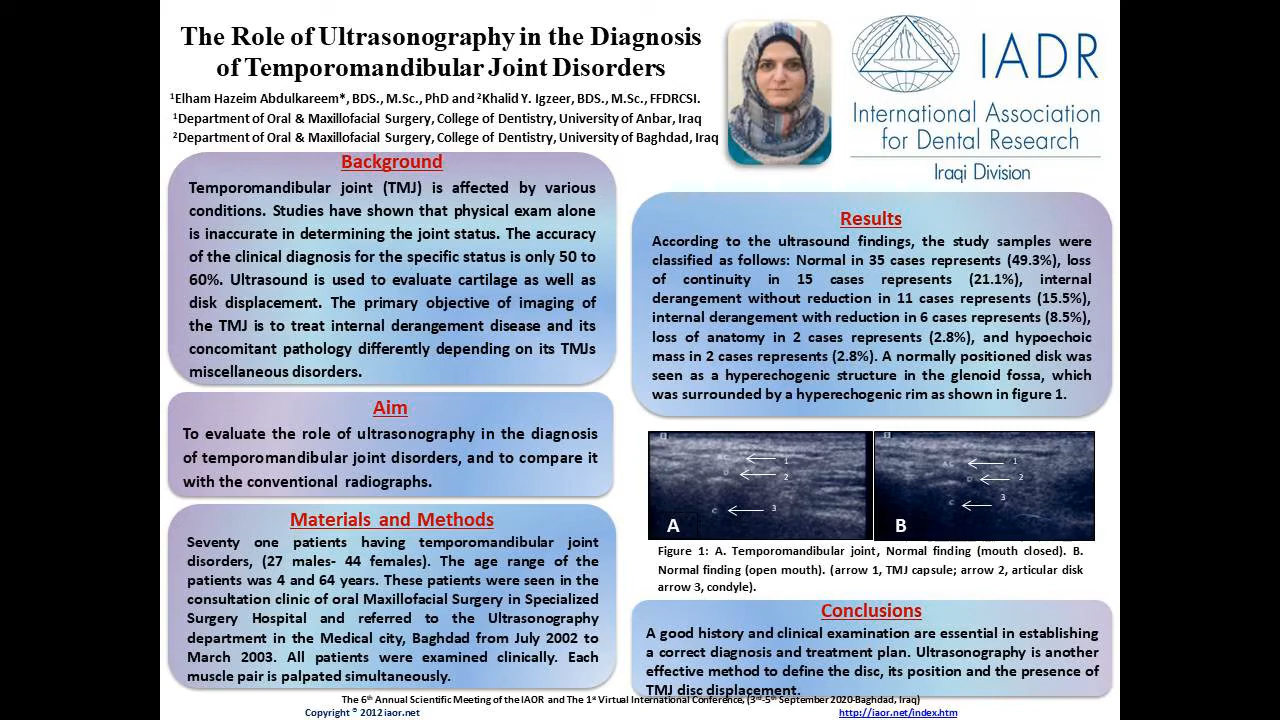 The Role of Ultrasonography in the Diagnosis
of Temporomandibular Joint Disorders
¹Elham Hazeim Abdulkareem*, BDS., M.Sc., PhD and ²Khalid Y. Igzeer, BDS., M.Sc., FFDRCSI.
¹Department of Oral & Maxillofacial Surgery, College of Dentistry, University of Anbar, Iraq
²Department of Oral & Maxillofacial Surgery, College of Dentistry, University of Baghdad, Iraq
IADR
International Association
for Dental Research
Iraqi Division
Background
Temporomandibular joint (TMJ) is affected by various
conditions. Studies have shown that physical exam alone
is inaccurate in determining the joint status. The accuracy
of the clinical diagnosis for the specific status is only 50 to
60%. Ultrasound is used to evaluate cartilage as well as
disk displacement. The primary objective of imaging of
the TMJ is to treat internal derangement disease and its
concomitant pathology differently depending on its TMJs
miscellaneous disorders.
Aim
To evaluate the role of ultrasonography in the diagnosis
of temporomandibular joint disorders, and to compare it
with the conventional radiographs.
Materials and Methods
Seventy one patients having temporomandibular joint
disorders, (27 males- 44 females). The age range of the
patients was 4 and 64 years. These patients were seen in the
consultation clinic of oral Maxillofacial Surgery in Specialized
Surgery Hospital and referred to the Ultrasonography
department in the Medical city, Baghdad from July 2002 to
March 2003. All patients were examined clinically. Each
muscle pair is palpated simultaneously.
Results
According to the ultrasound findings, the study samples were
classified as follows: Normal in 35 cases represents (49.3%), loss
of continuity in 15 cases represents (21.1%), internal
derangement without reduction in 11 cases represents (15.5%),
internal derangement with reduction in 6 cases represents (8.5%),
loss of anatomy in 2 cases represents (2.8%), and hypoechoic
mass in 2 cases represents (2.8%). A normally positioned disk was
seen as a hyperechogenic structure in the glenoid fossa, which
was surrounded by a hyperechogenic rim as shown in figure 1.
1
2
3
A
1
2
3
B
Figure 1: A. Temporomandibular joint, Normal finding (mouth closed). B.
Normal finding (open mouth). (arrow 1, TMJ capsule; arrow 2, articular disk
arrow 3, condyle).
Conclusions
A good history and clinical examination are essential in establishing
a correct diagnosis and treatment plan. Ultrasonography is another
effective method to define the disc, its position and the presence of
TMJ disc displacement.
The 6th Annual Scientific Meeting of the IAOR and The 1st Virtual International Conference, (3rd-5th September 2020-Baghdad, Iraq)
Copyright © 2012 iaor.net
http://iaor.net/index.htm